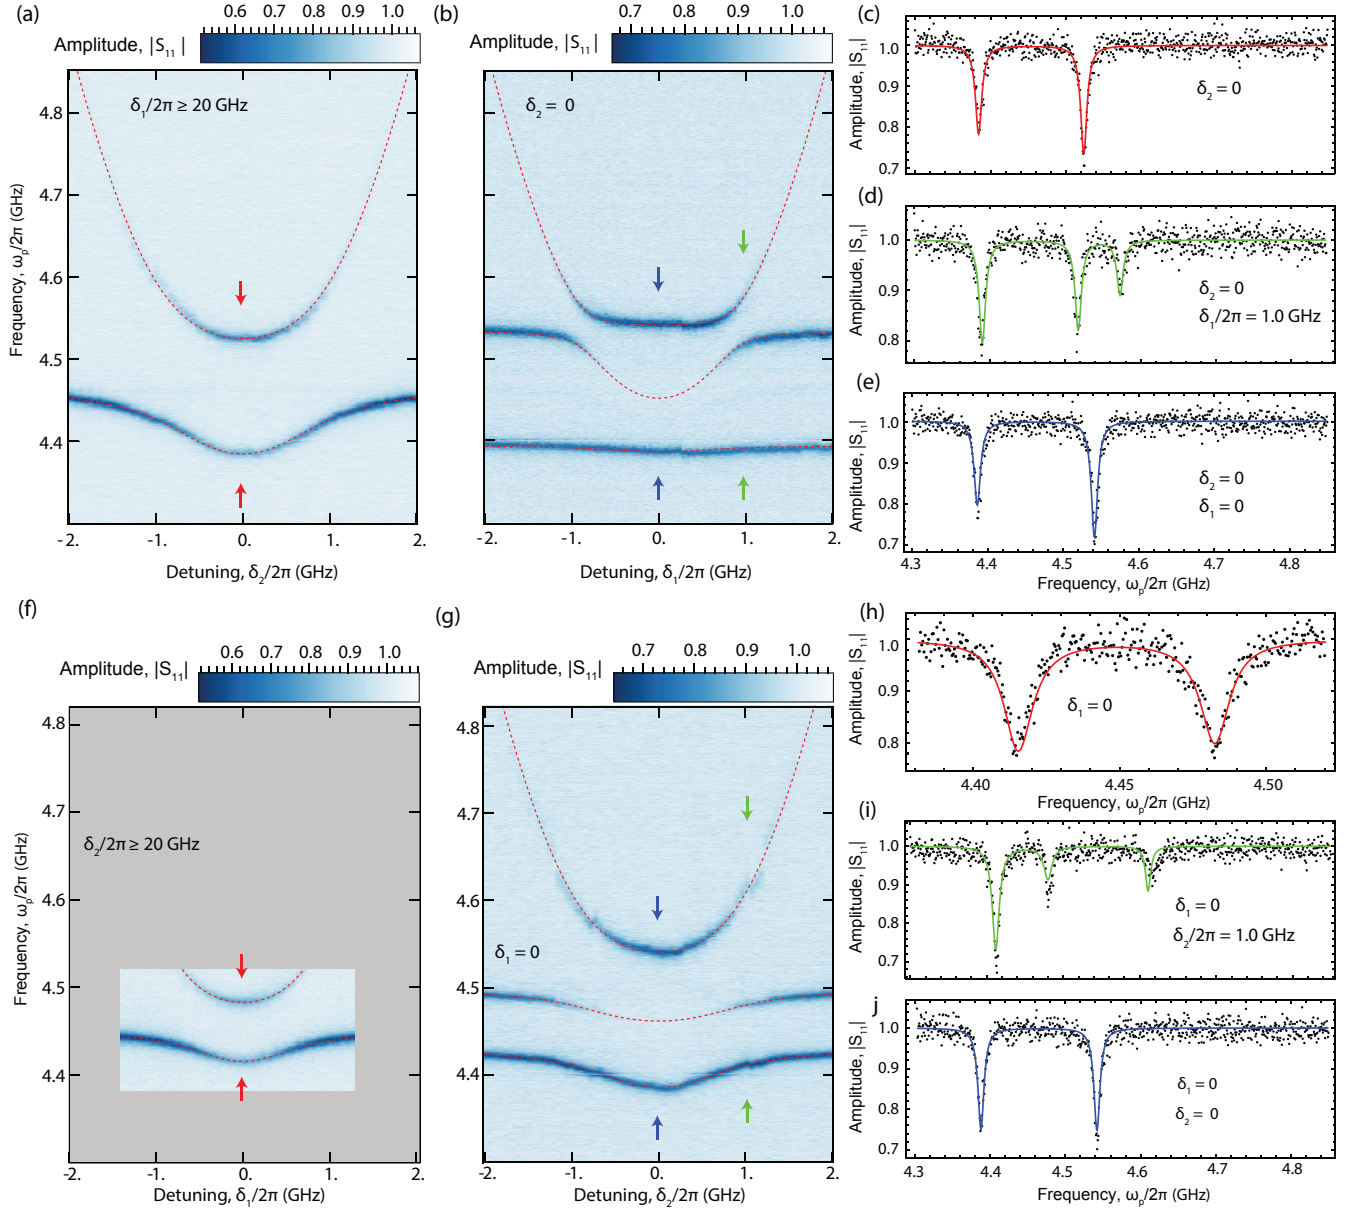 (a)
0.6 0.7 0.8 0.9 1.0
Amplitude, |S11|
δ1/2π ≥ 20 GHz
4.8
4.7
4.6
4.5
4.4
Frequency, ωp/2π (GHz)
-2. -1. 0. 1. 2.
Detuning, δ2/2π (GHz)
(b)
0.7 0.8 0.9 1.0
Amplitude, |S11|
δ2 = 0
-2. -1. 0. 1. 2.
Detuning, δ1/2π (GHz)
(c)
1.0
0.9
0.8
0.7
Amplitude, |S11|
δ2 = 0
(d)
1.0
0.9
0.8
Amplitude, |S11|
δ2 = 0
δ1/2π = 1.0 GHz
(e)
1.0
0.9
0.8
0.7
Amplitude, |S11|
δ2 = 0
δ1 = 0
4.3 4.4 4.5 4.6 4.7 4.8
Frequency, ωp/2π (GHz)
(f)
0.6 0.7 0.8 0.9 1.0
Amplitude, |S11|
4.8
4.7
4.6
4.5
4.4
Frequency, ωp/2π (GHz)
δ2/2π ≥ 20 GHz
-2. -1. 0. 1. 2.
Detuning, δ1/2π (GHz)
(g)
0.7 0.8 0.9 1.0
Amplitude, |S11|
4.8
4.7
4.6
4.5
4.4
δ1 = 0
-2. -1. 0. 1. 2.
Detuning, δ2/2π (GHz)
(h)
1.0
0.9
0.8
Amplitude, |S11|
δ1 = 0
4.40 4.45 4.50
Frequency, ωp/2π (GHz)
(i)
1.0
0.9
0.8
0.7
Amplitude, |S11|
δ1 = 0
δ2/2π = 1.0 GHz
j
1.0
0.9
0.8
0.7
Amplitude, |S11|
δ1 = 0
δ2 = 0
4.3 4.4 4.5 4.6 4.7 4.8
Frequency, ωp/2π (GHz)